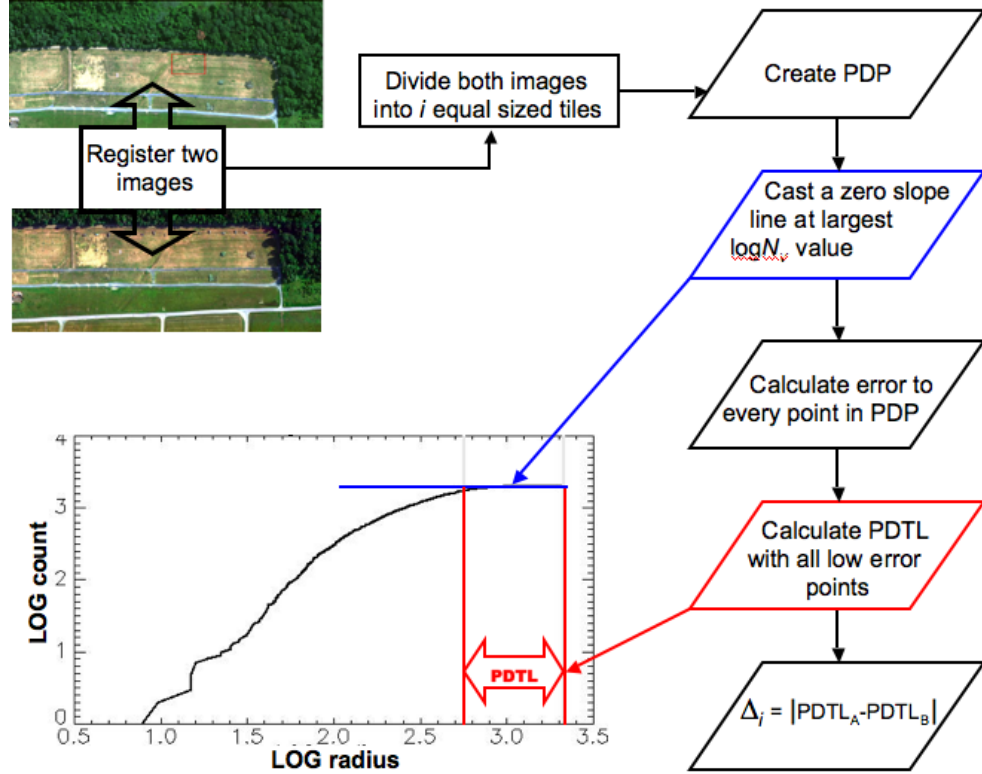 Register two
images
Divide both images
into i equal sized tiles
Create PDP
Cast a zero slope
line at largest
logNᵥ value
Calculate error to
every point in PDP
Calculate PDTL
with all low error
points
Δi = |PDTLA-PDTLB|
LOG count
4
3
2
1
0
PDTL
0.5
1.0
1.5
2.0
2.5
3.0
3.5
LOG radius